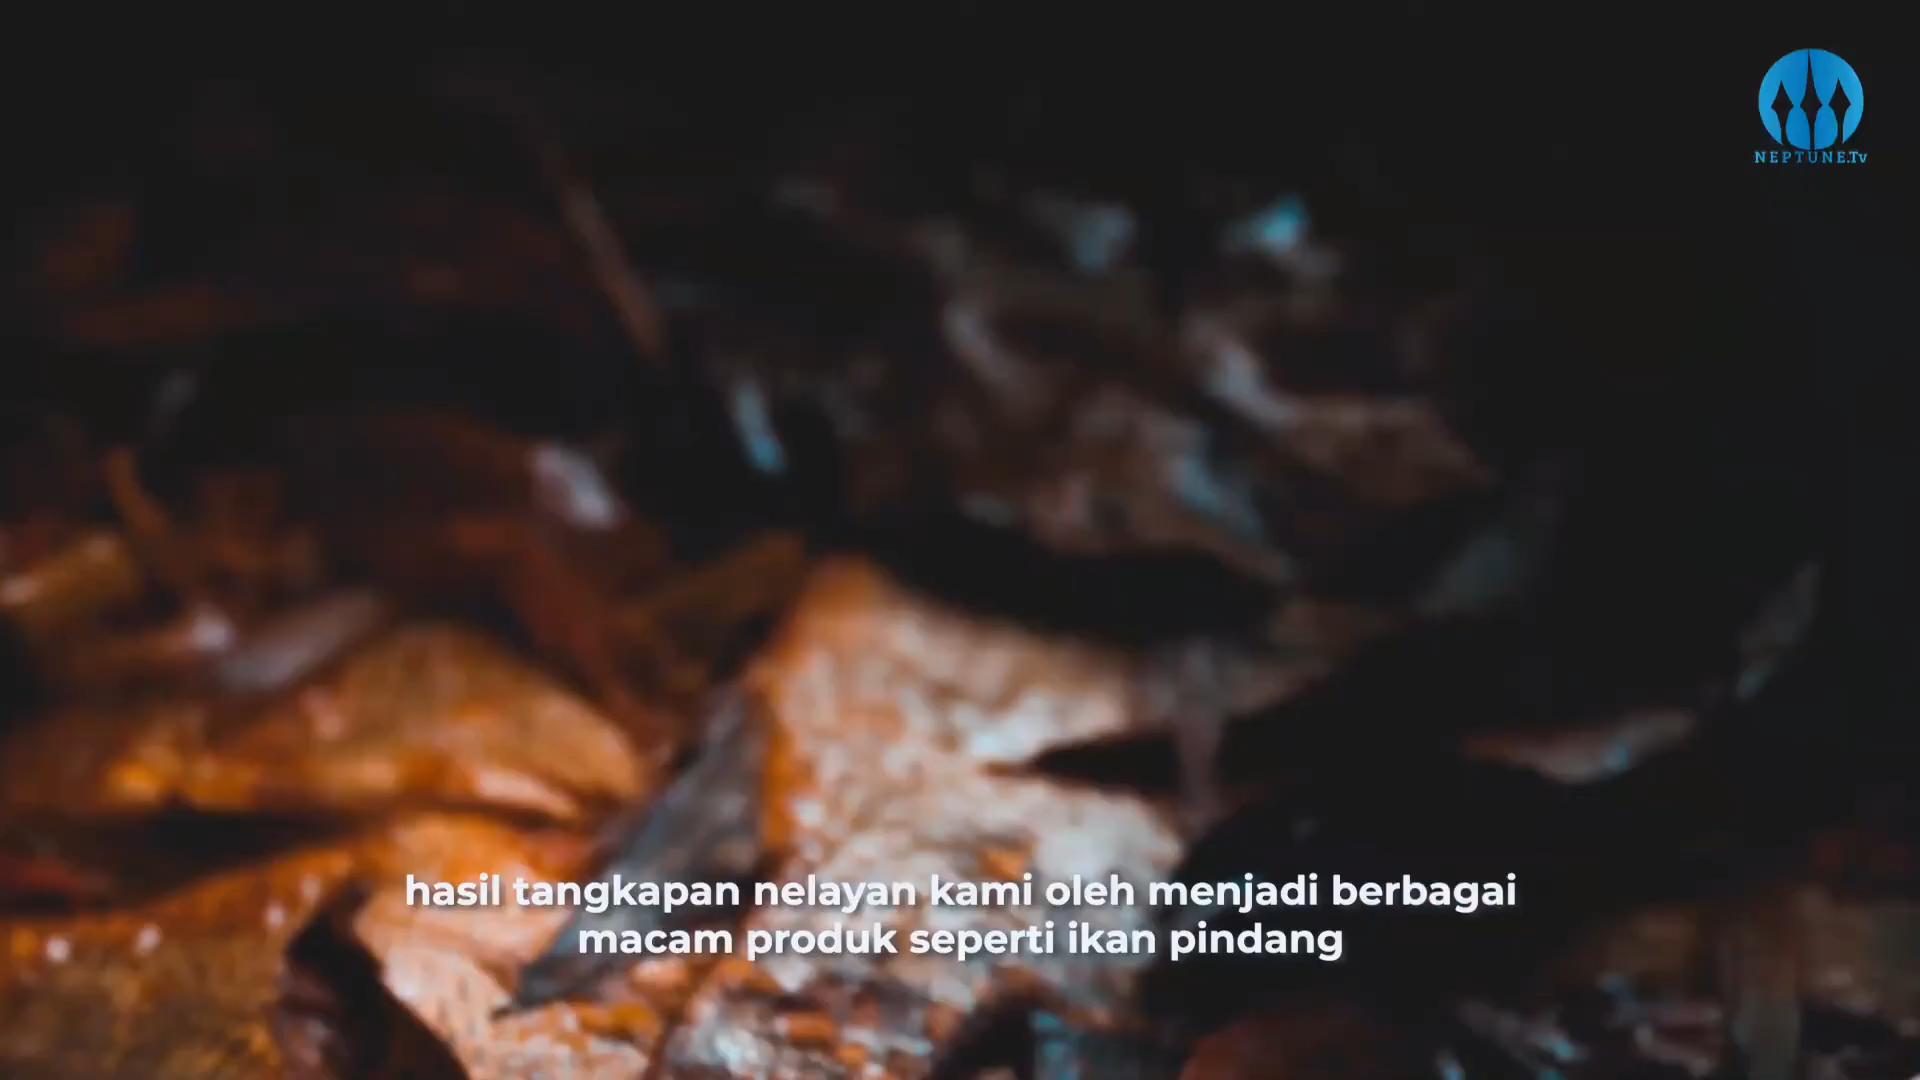 NEPTUNE.Tv
hasil tangkapan nelayan kami oleh menjadi berbagai
macam produk seperti ikan pindang